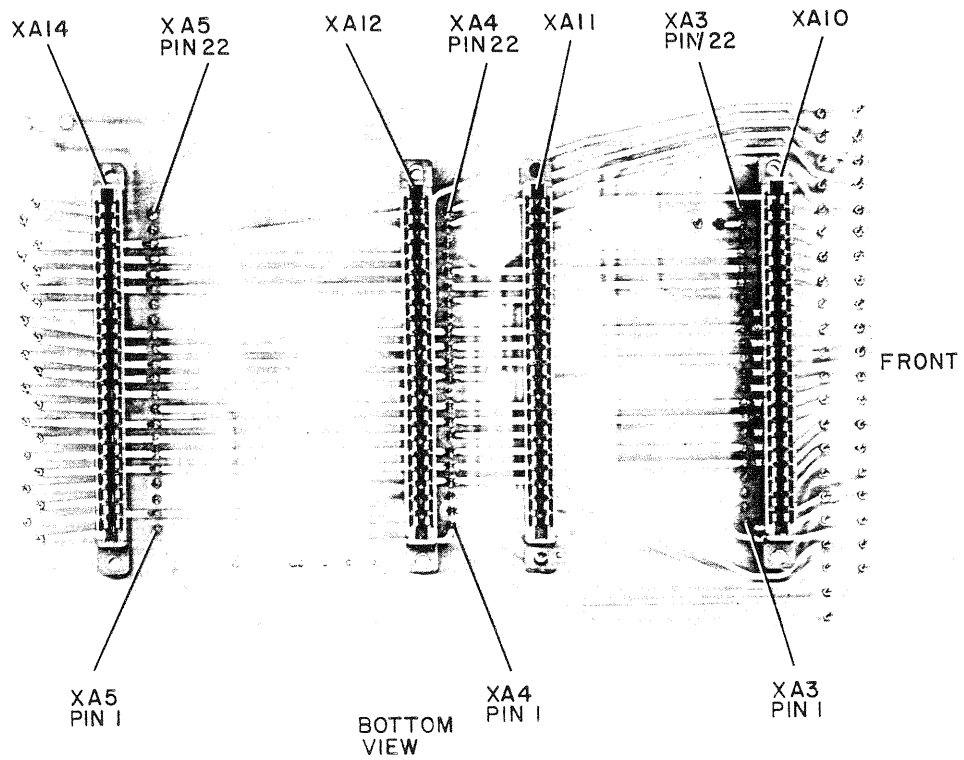 XA14
XA5
PIN 22
XA12
XA4
PIN 22
XA11
XA3
PIN 22
XA10
FRONT
XA5
PIN 1
XA4
PIN 1
XA3
PIN 1
BOTTOM
VIEW